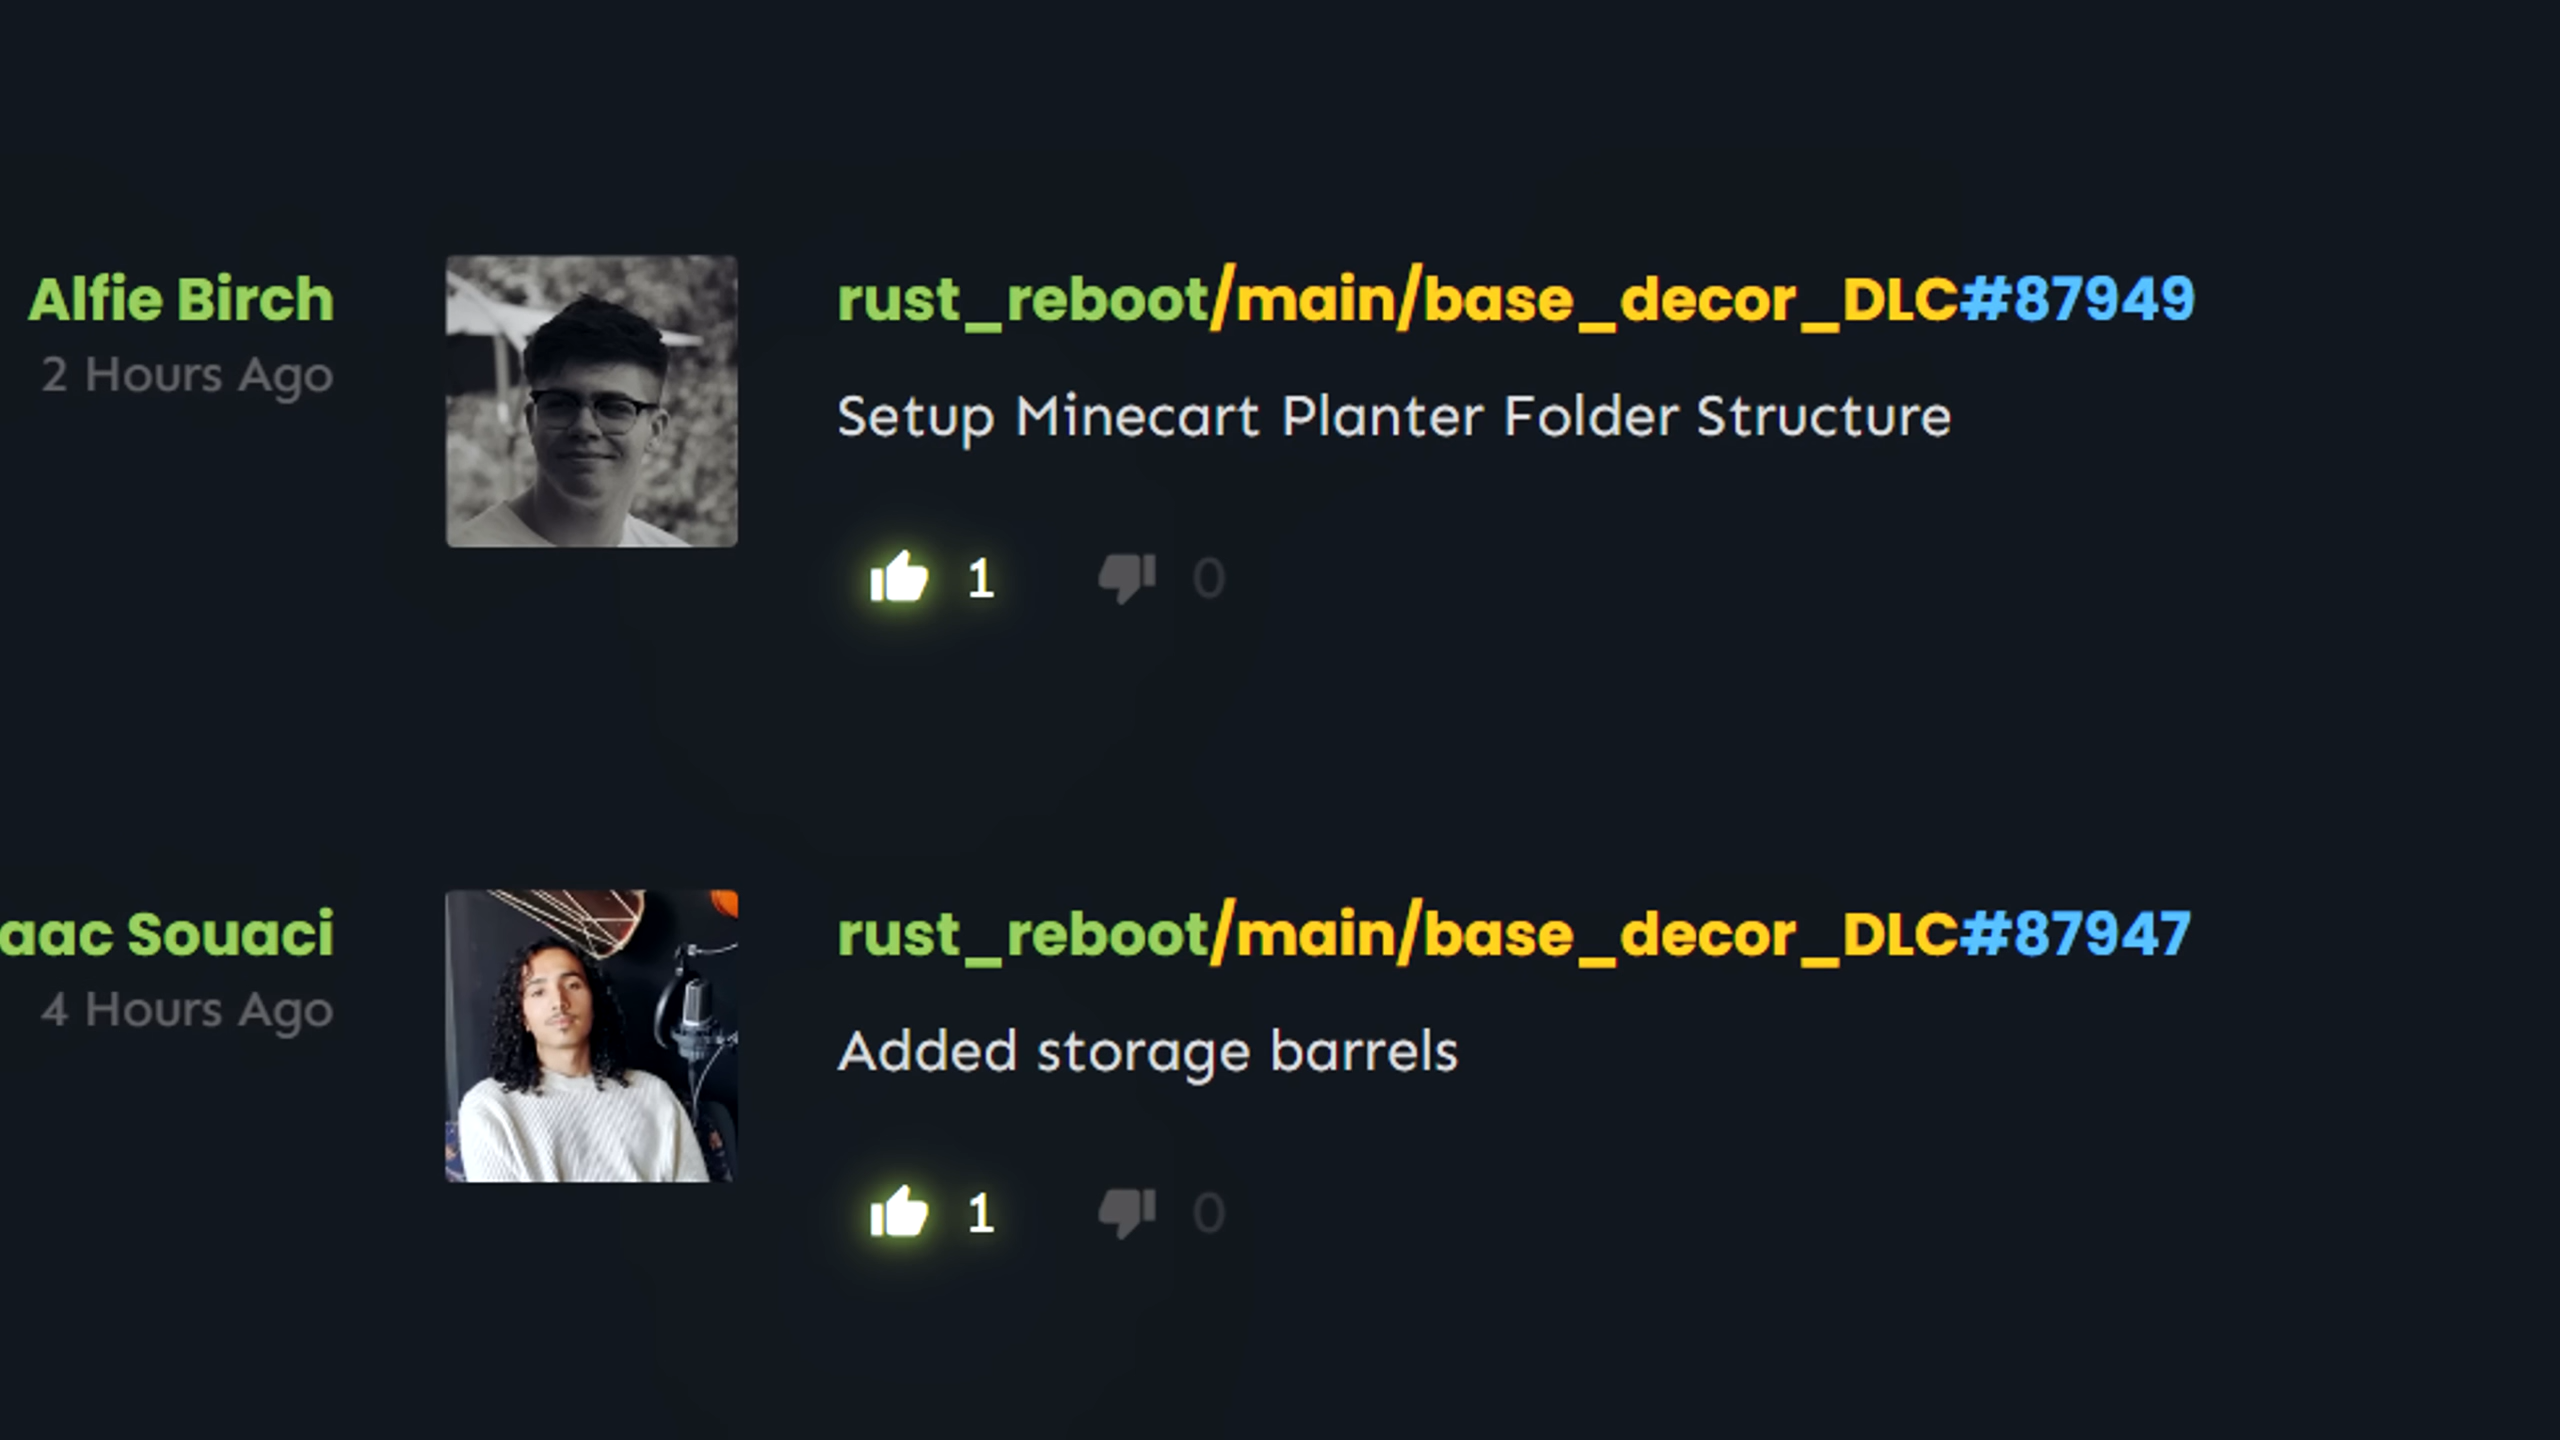 Alfie Birch
2 Hours Ago
rust_reboot/main/base_decor_DLC#87949
Setup Minecart Planter Folder Structure
1 0
aac Souaci
4 Hours Ago
rust_reboot/main/base_decor_DLC#87947
Added storage barrels
1 0